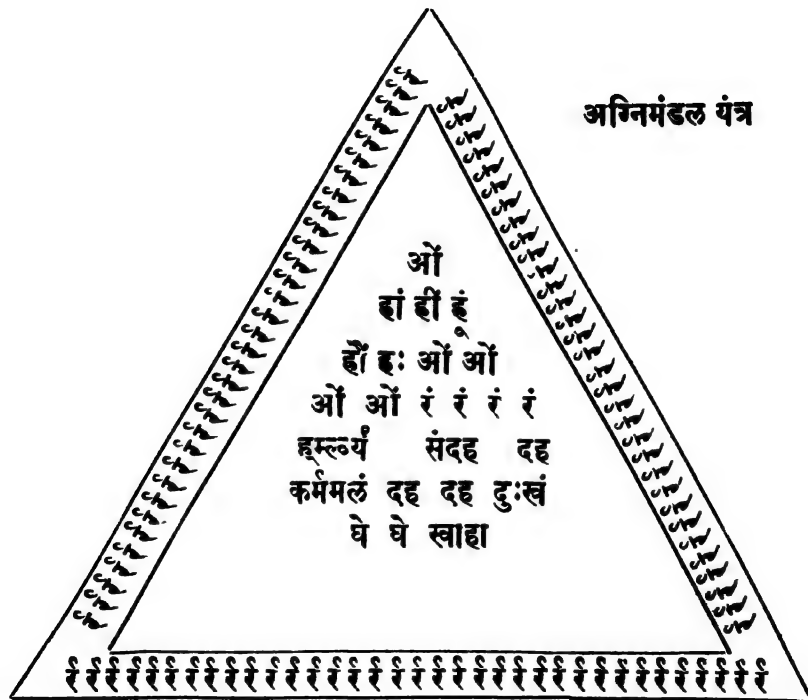 अग्निमंडल यंत्र
ओं
ह्रां ह्रीं ह्रूं
ह्रौं ह्रः ओं ओं
ओं ओं रं रं रं रं
ह्म्ल्व्यं संदह दह
कर्ममलं दह दह दुःखं
घे घे स्वाहा